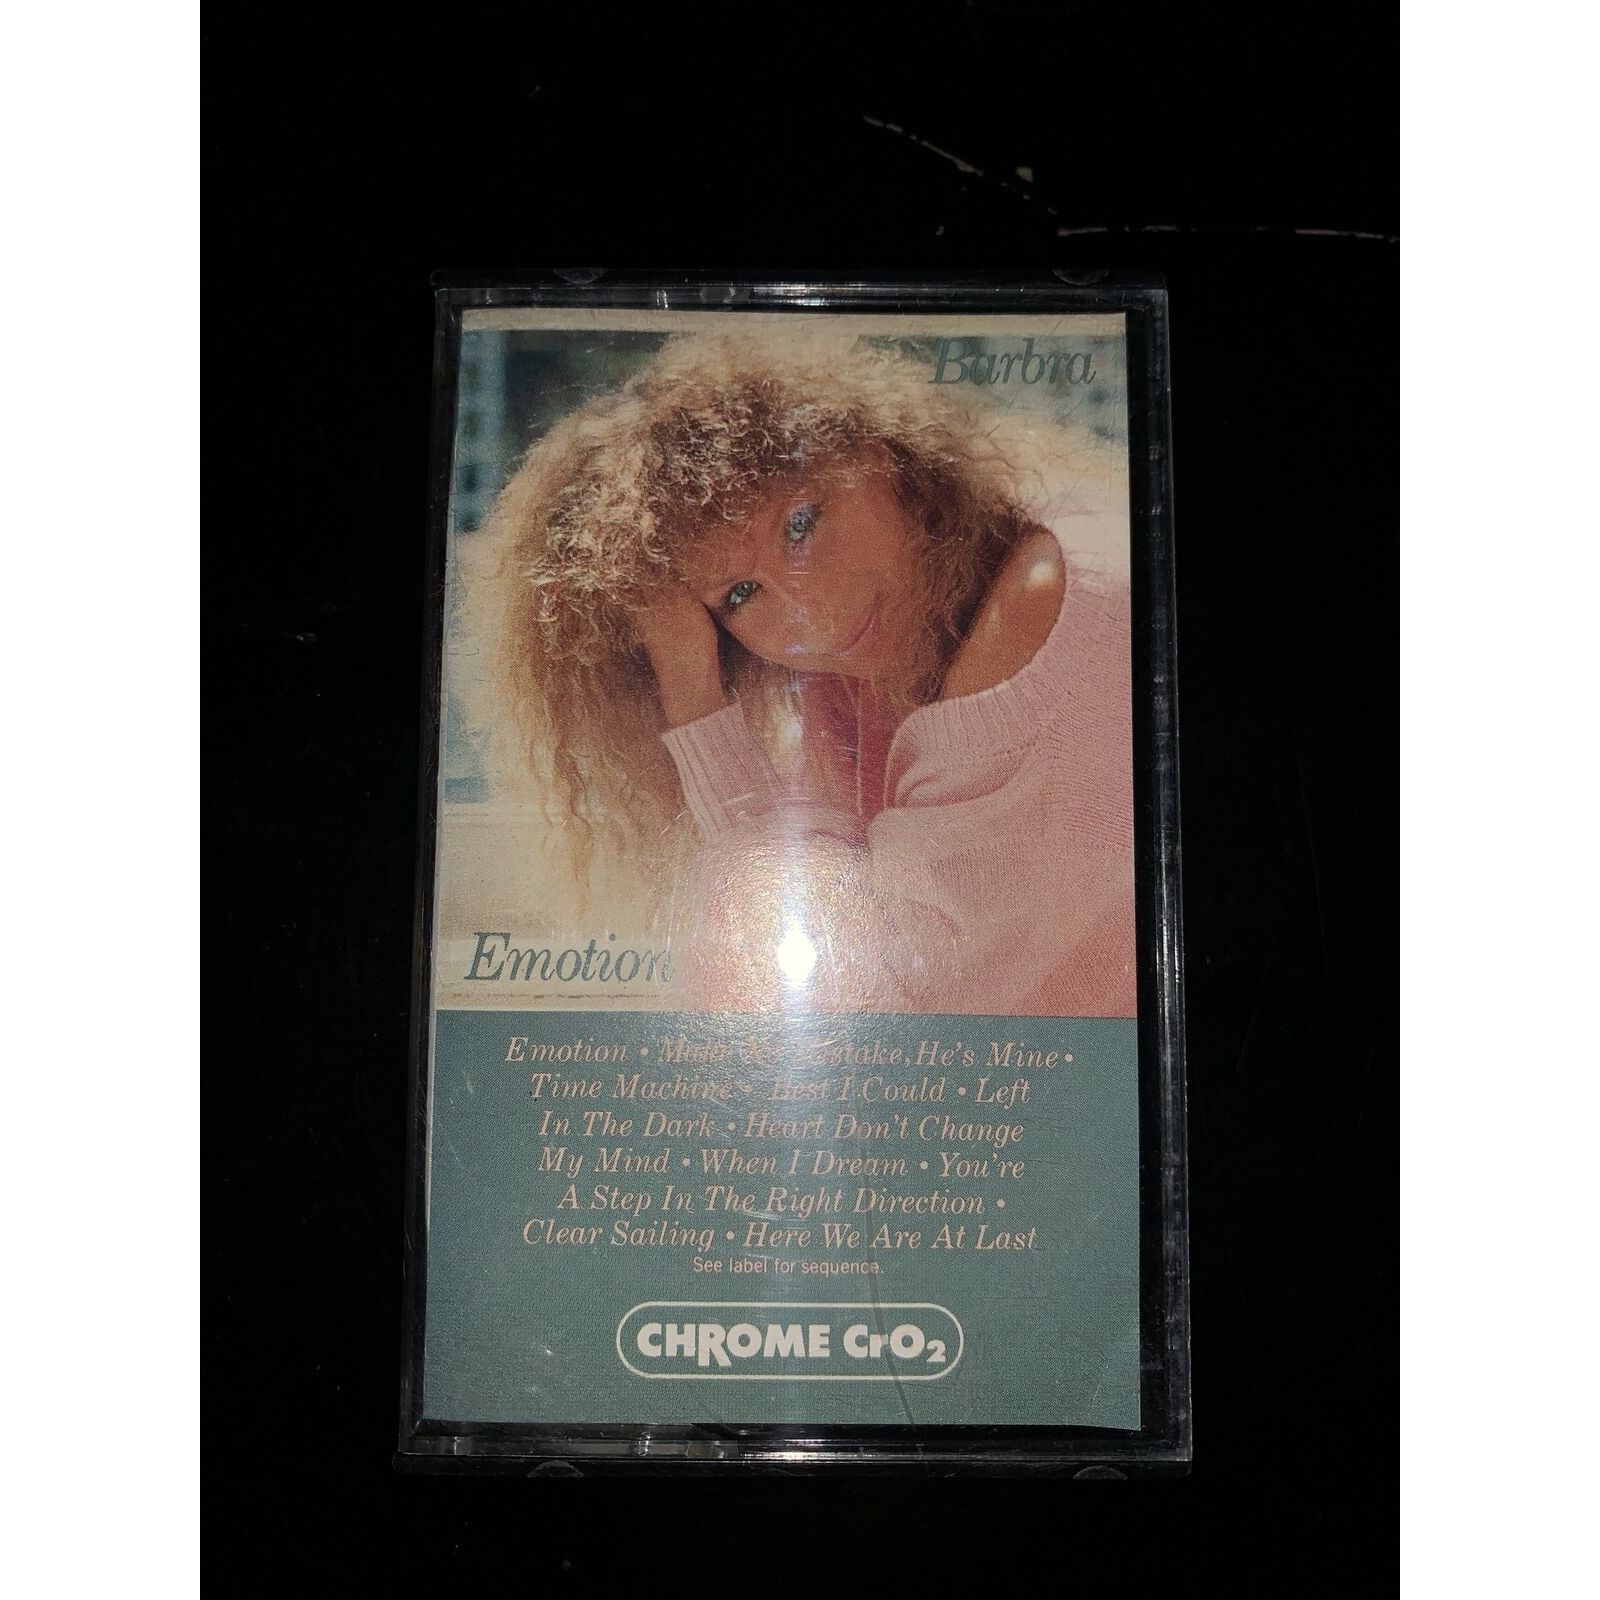 Barbra
Emotion
Emotion • Make No Mistake, He's Mine •
Time Machine • Best I Could • Left
In The Dark • Heart Don't Change
My Mind • When I Dream • You're
A Step In The Right Direction •
Clear Sailing • Here We Are At Last
See label for sequence.
CHROME CrO₂